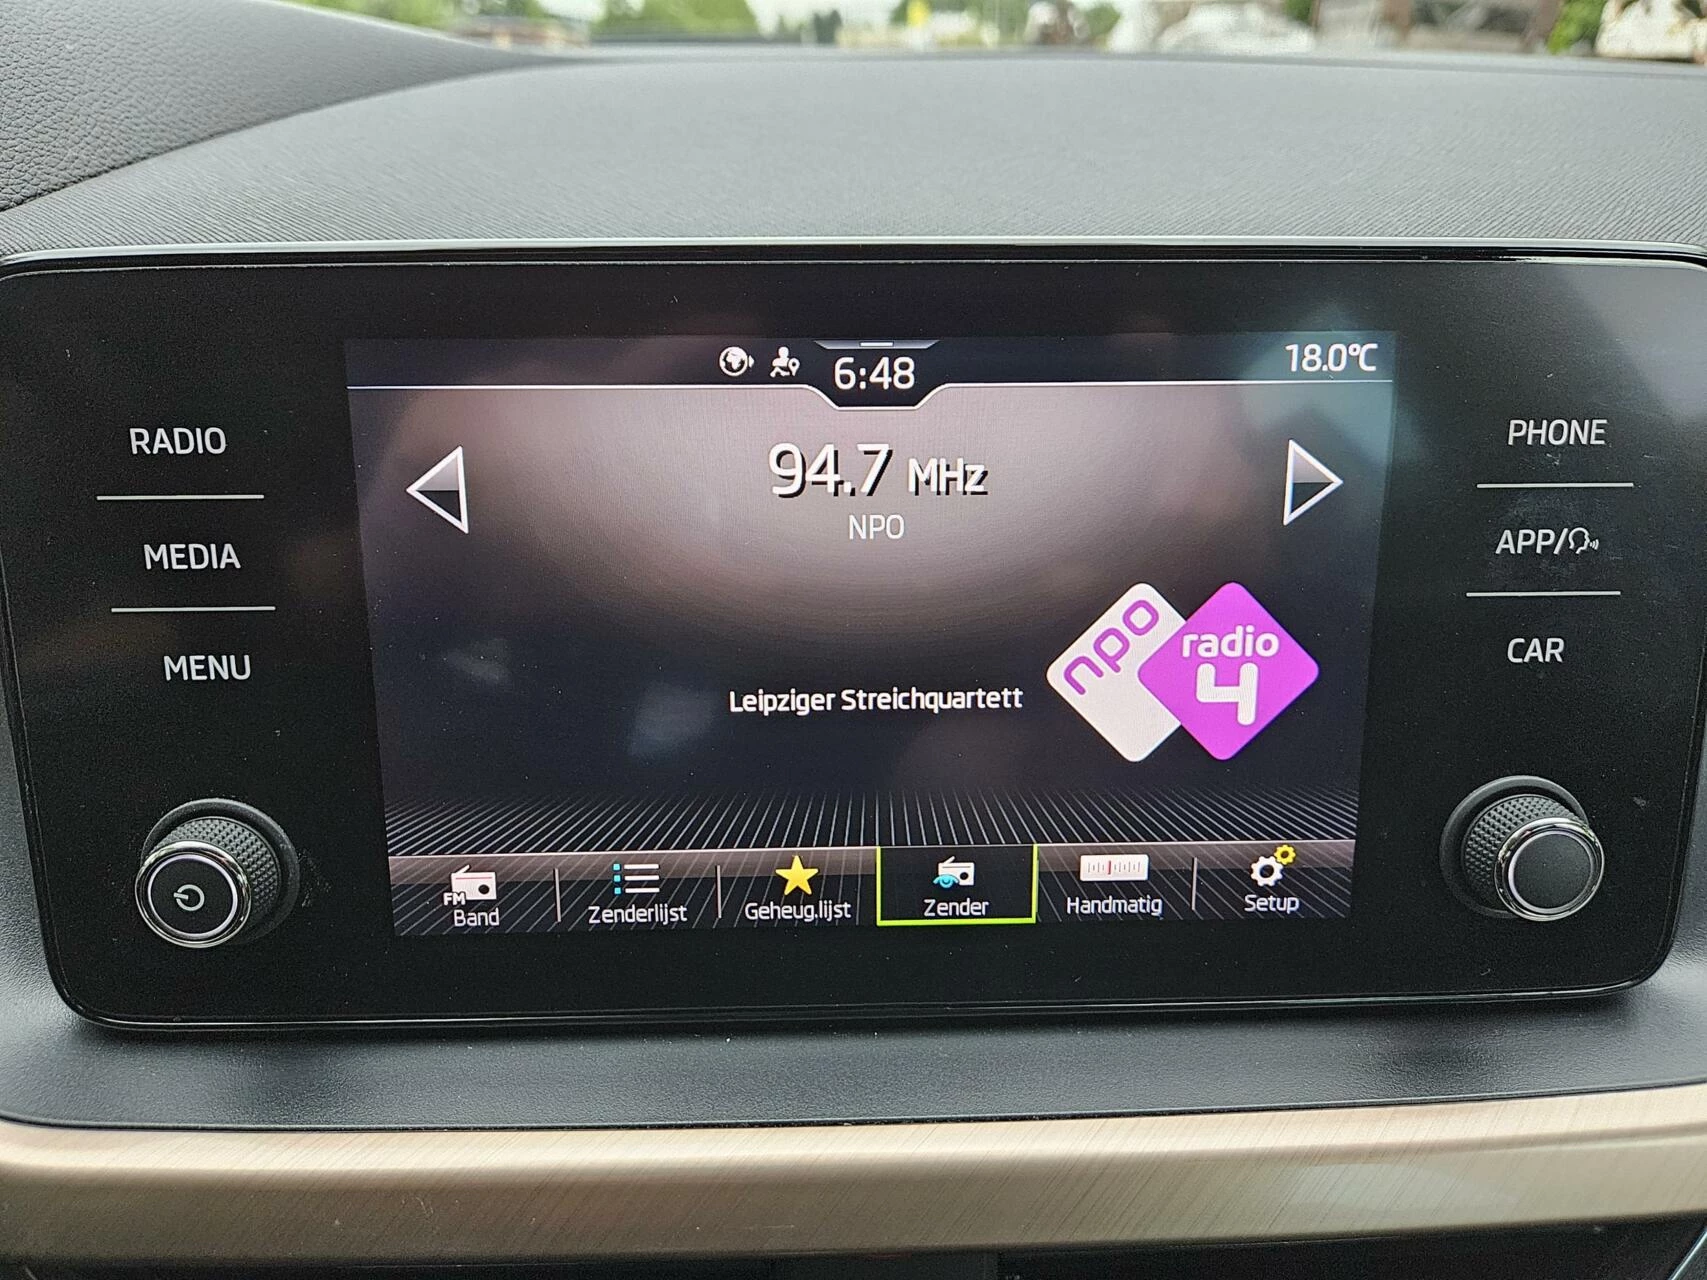 6:48
18.0°C
RADIO
MEDIA
MENU
94.7 MHz
NPO
Leipziger Streichquartett
npo
radio
4
PHONE
APP/
CAR
FM
Band
Zenderlijst
Geheug.lijst
Zender
Handmatig
Setup